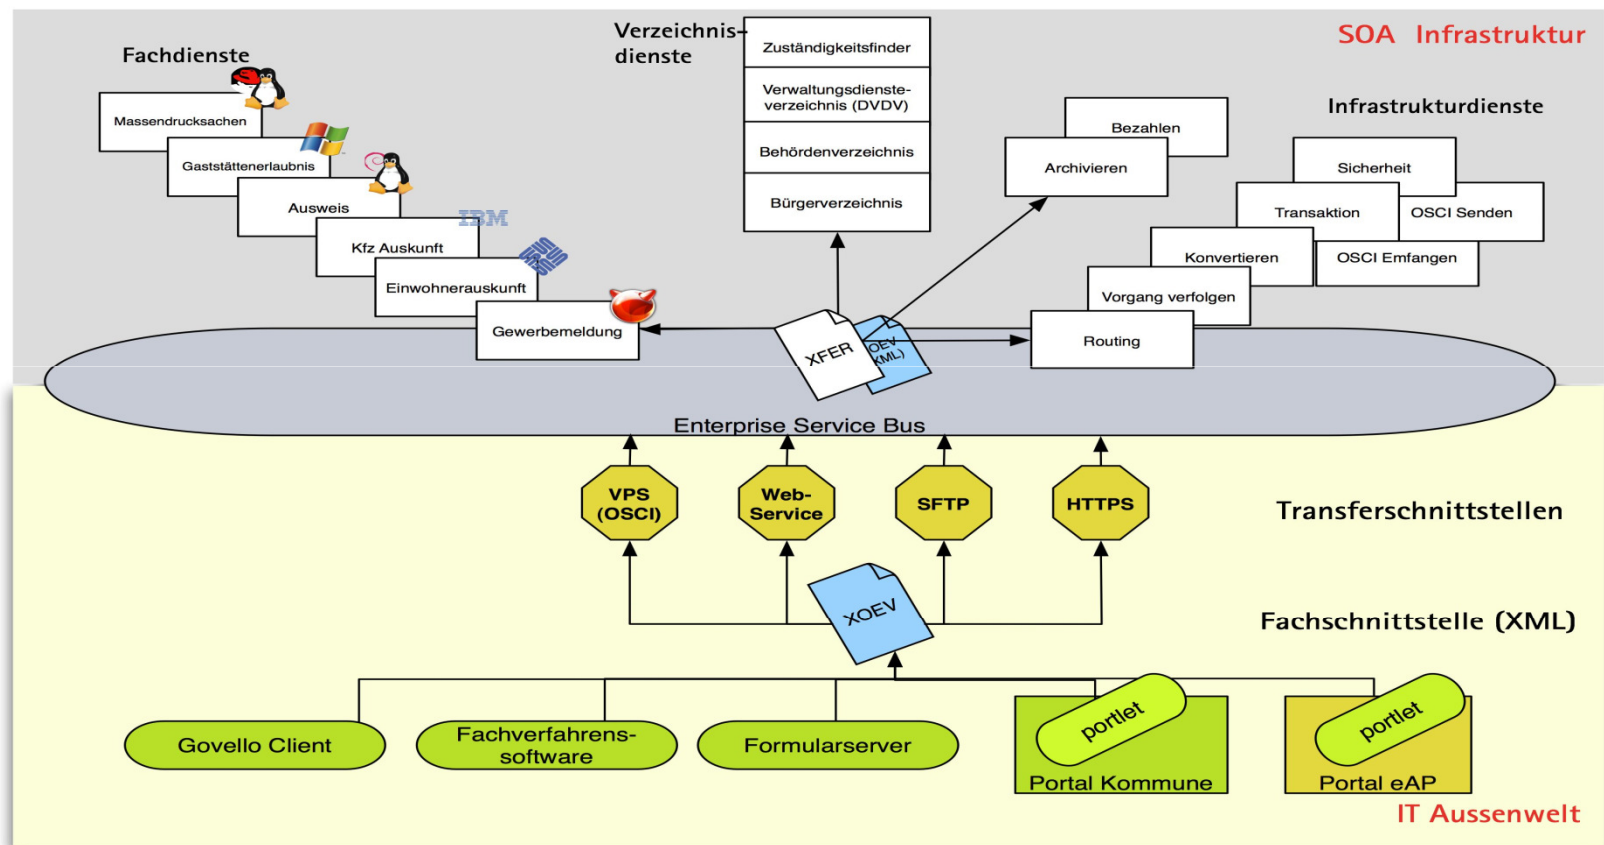 SOA Infrastruktur
Fachdienste
Massendrucksachen
Gaststättenerlaubnis
Ausweis
IBM
Kfz Auskunft
Sun
Einwohnerauskunft
Gewerbemeldung
Verzeichnis-
dienste
Zuständigkeitsfinder
Verwaltungsdienste-
verzeichnis (DVDV)
Behördenverzeichnis
Bürgerverzeichnis
Bezahlen
Archivieren
Infrastrukturdienste
Sicherheit
Transaktion
OSCI Senden
Konvertieren
OSCI Emfangen
Vorgang verfolgen
Routing
XFER
OEV
XML)
Enterprise Service Bus
VPS
(OSCI)
Web-
Service
SFTP
HTTPS
Transferschnittstellen
XOEV
Fachschnittstelle (XML)
Govello Client
Fachverfahrens-
software
Formularserver
portlet
Portal Kommune
portlet
Portal eAP
IT Aussenwelt